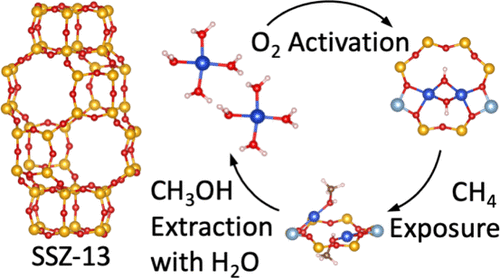 O₂ Activation
CH₄
Exposure
CH₃OH
Extraction
with H₂O
SSZ-13